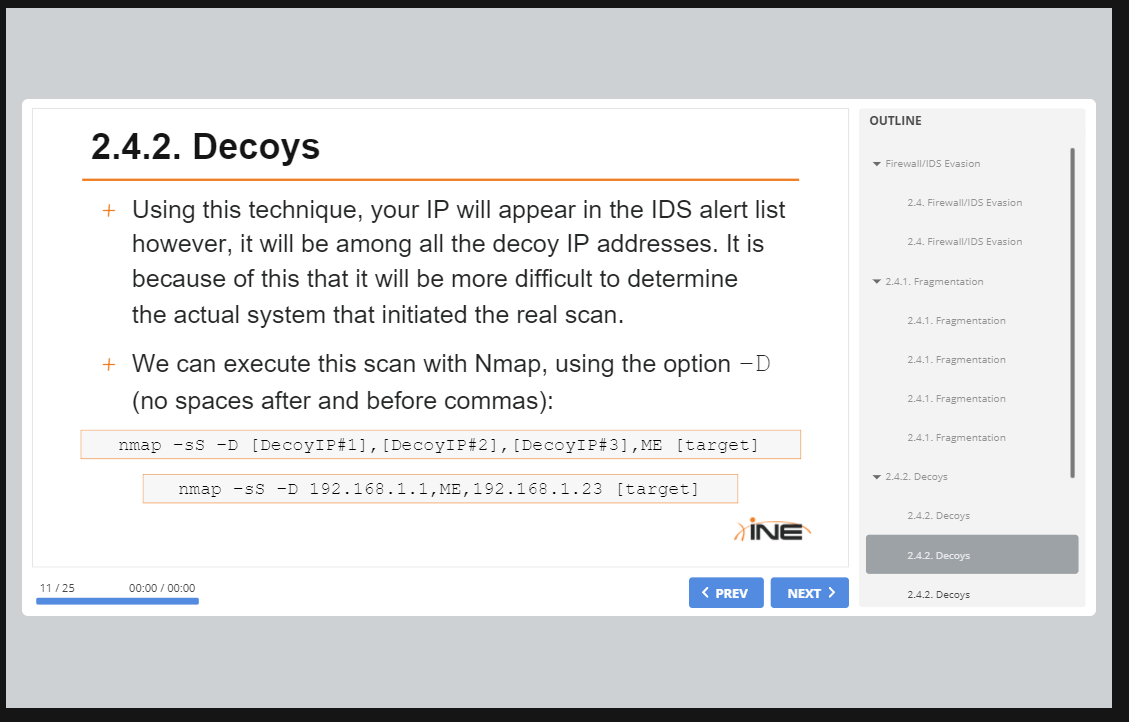 2.4.2. Decoys
+ Using this technique, your IP will appear in the IDS alert list
however, it will be among all the decoy IP addresses. It is
because of this that it will be more difficult to determine
the actual system that initiated the real scan.
+ We can execute this scan with Nmap, using the option -D
(no spaces after and before commas):
nmap -sS -D [DecoyIP#1],[DecoyIP#2],[DecoyIP#3],ME [target]
nmap -sS -D 192.168.1.1,ME,192.168.1.23 [target]
INE
11 / 25
00:00 / 00:00
PREV
NEXT
OUTLINE
Firewall/IDS Evasion
2.4. Firewall/IDS Evasion
2.4. Firewall/IDS Evasion
2.4.1. Fragmentation
2.4.1. Fragmentation
2.4.1. Fragmentation
2.4.1. Fragmentation
2.4.1. Fragmentation
2.4.2. Decoys
2.4.2. Decoys
2.4.2. Decoys
2.4.2. Decoys